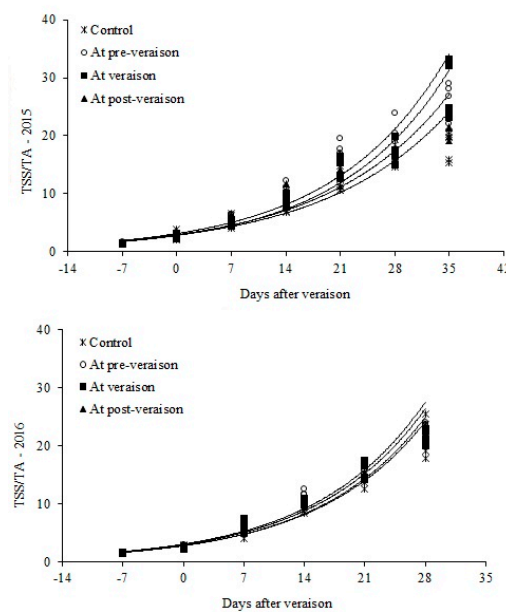 TSS/TA - 2015
40
30
20
10
0
Control
At pre-veraison
At veraison
At post-veraison
-14 -7 0 7 14 21 28 35 42
Days after veraison
TSS/TA - 2016
40
30
20
10
0
Control
At pre-veraison
At veraison
At post-veraison
-14 -7 0 7 14 21 28 35
Days after veraison